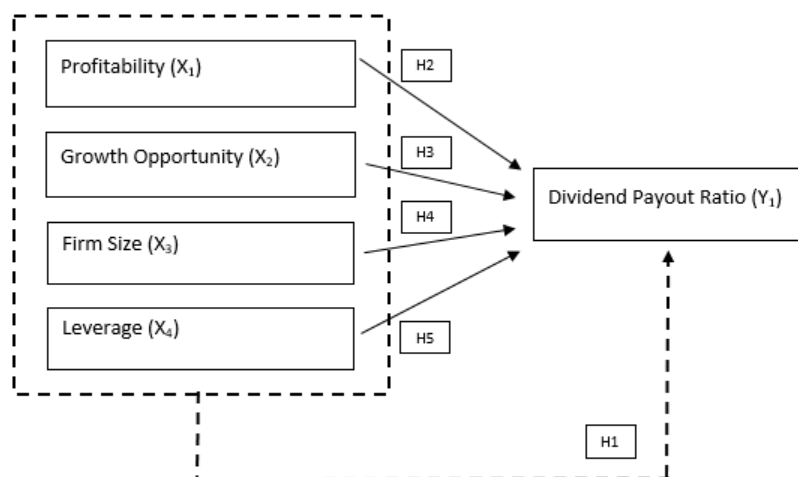 Profitability (X₁)
H2
Growth Opportunity (X₂)
H3
Dividend Payout Ratio (Y₁)
H4
Firm Size (X₃)
Leverage (X₄)
H5
H1